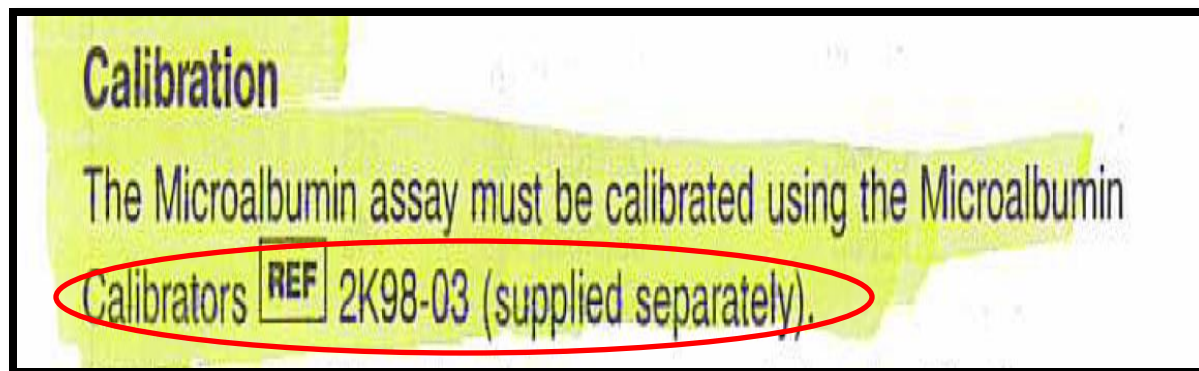 Calibration
The Microalbumin assay must be calibrated using the Microalbumin
Calibrators REF 2K98-03 (supplied separately).